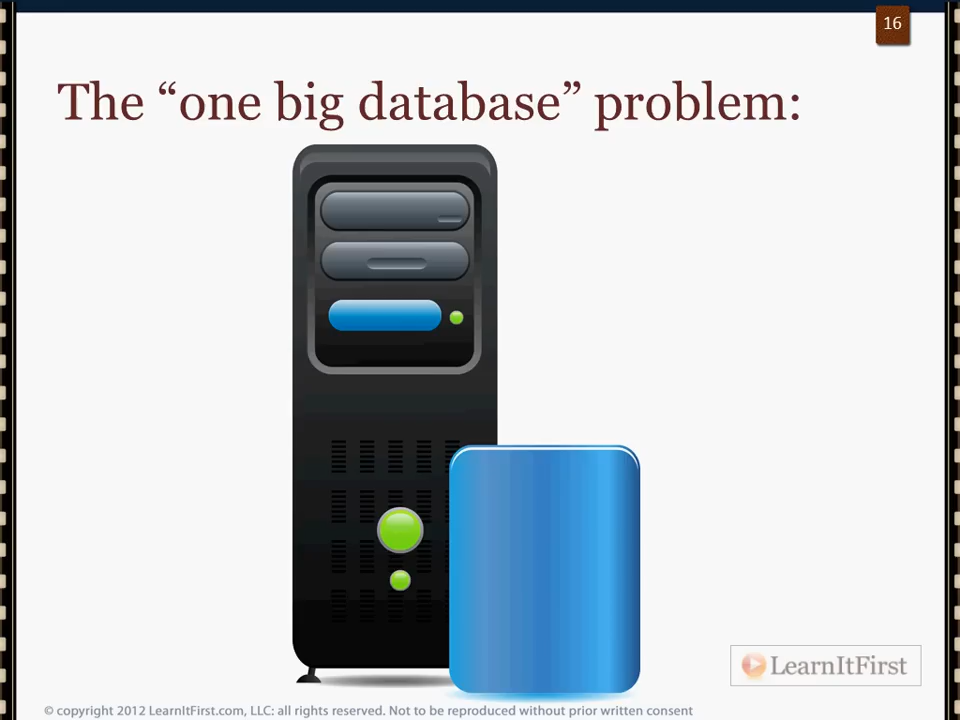 16
The “one big database” problem:
LearnItFirst
© copyright 2012 LearnItFirst.com, LLC: all rights reserved. Not to be reproduced without prior written consent